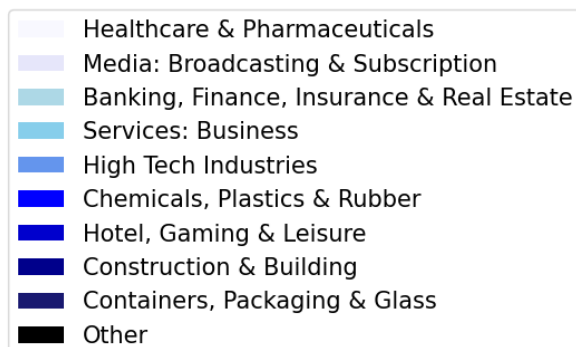 Healthcare & Pharmaceuticals
Media: Broadcasting & Subscription
Banking, Finance, Insurance & Real Estate
Services: Business
High Tech Industries
Chemicals, Plastics & Rubber
Hotel, Gaming & Leisure
Construction & Building
Containers, Packaging & Glass
Other